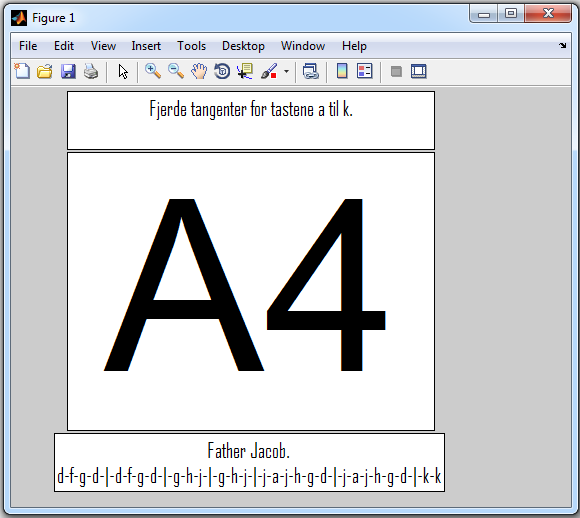 Figure 1
File Edit View Insert Tools Desktop Window Help
Fjerde tangenter for tastene a til k.
A4
Father Jacob.
d-f-g-d-|-d-f-g-d-|-g-h-j-|-g-h-j-|-j-a-j-h-g-d-|-j-a-j-h-g-d-|-k-k